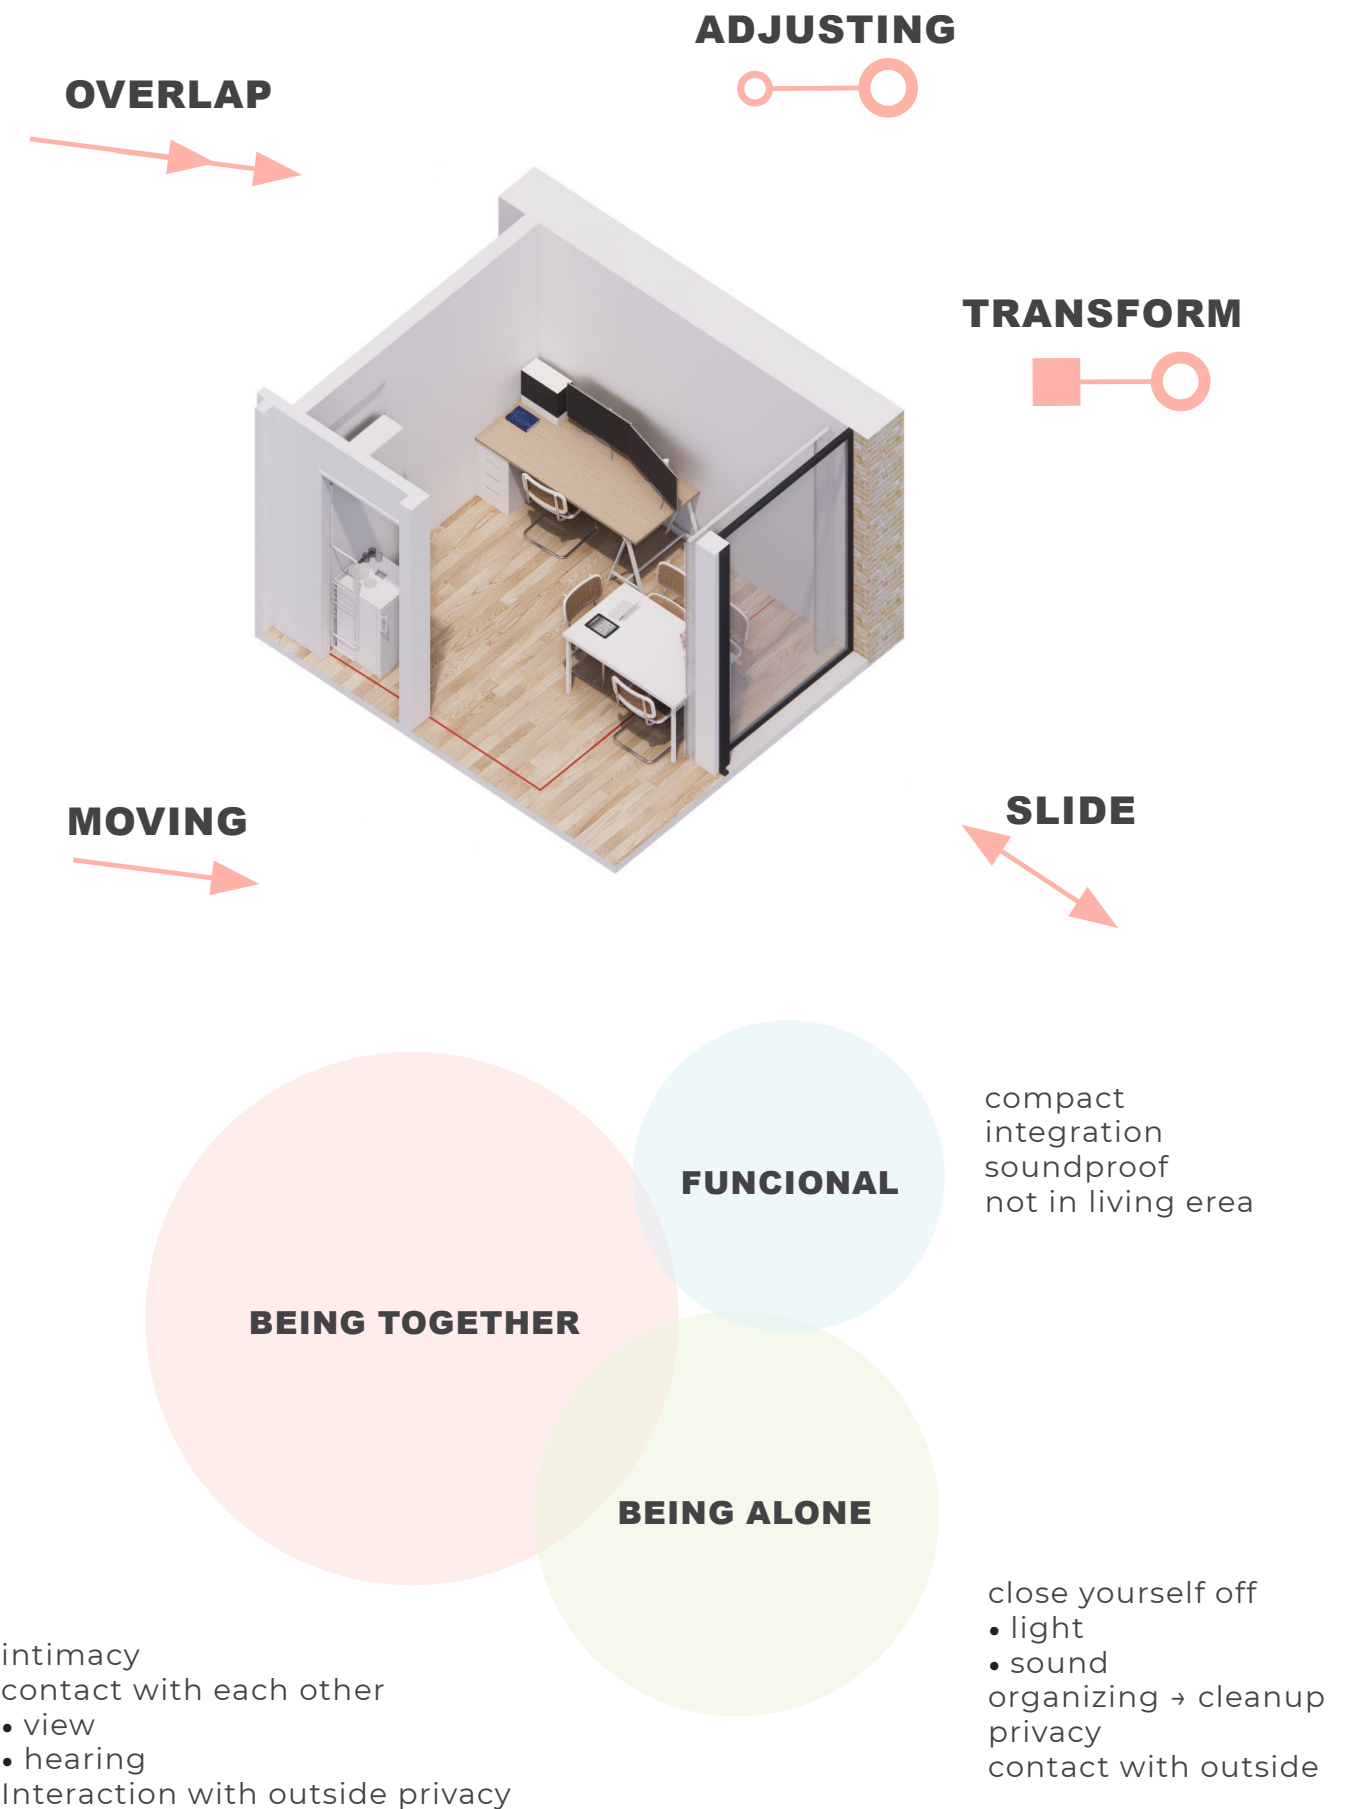 ADJUSTING
OVERLAP
TRANSFORM
SLIDE
MOVING
FUNCIONAL
compact
integration
soundproof
not in living erea
BEING TOGETHER
BEING ALONE
close yourself off
• light
• sound
organizing → cleanup
privacy
contact with outside
intimacy
contact with each other
• view
• hearing
Interaction with outside privacy